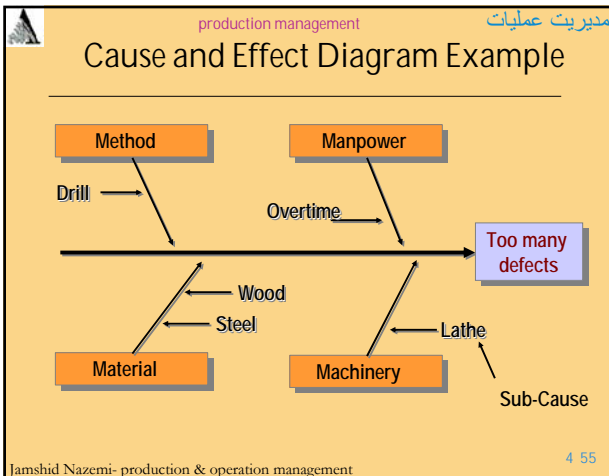 production management
مدیریت عملیات
Cause and Effect Diagram Example
Method
Manpower
Drill
Overtime
Too many
defects
Wood
Steel
Lathe
Material
Machinery
Sub-Cause
Jamshid Nazemi- production & operation management
4 55